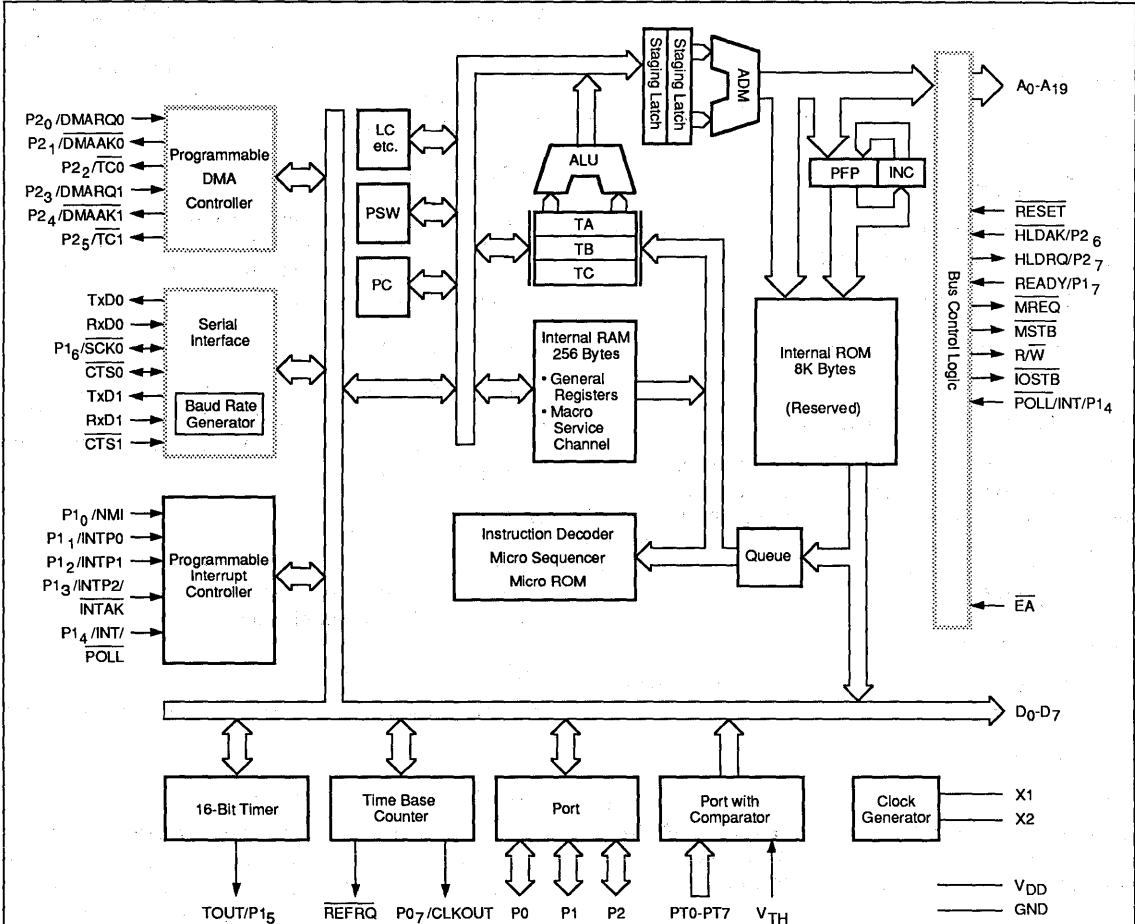 P20/DMARQ0
P21/DMAAK0
P22/TC0
P23/DMARQ1
P24/DMAAK1
P25/TC1
Programmable
DMA
Controller
TxD0
RxD0
P16/SCK0
CTS0
TxD1
RxD1
CTS1
Serial
Interface
Baud Rate
Generator
P10/NMI
P11/INTP0
P12/INTP1
P13/INTP2/
INTAK
P14/INT/
POLL
Programmable
Interrupt
Controller
LC
etc.
PSW
PC
Staging Latch
Staging Latch
ADM
ALU
TA
TB
TC
Internal RAM
256 Bytes
• General
Registers
• Macro
Service
Channel
Instruction Decoder
Micro Sequencer
Micro ROM
Queue
PFP
INC
Internal ROM
8K Bytes
(Reserved)
Bus Control Logic
A0-A19
RESET
HLDAK/P26
HLDRQ/P27
READY/P17
MREQ
MSTB
R/W
IOSTB
POLL/INT/P14
EA
D0-D7
16-Bit Timer
Time Base
Counter
Port
Port with
Comparator
Clock
Generator
X1
X2
TOUT/P15
REFRQ
P07/CLKOUT
P0
P1
P2
PT0-PT7
VTH
VDD
GND